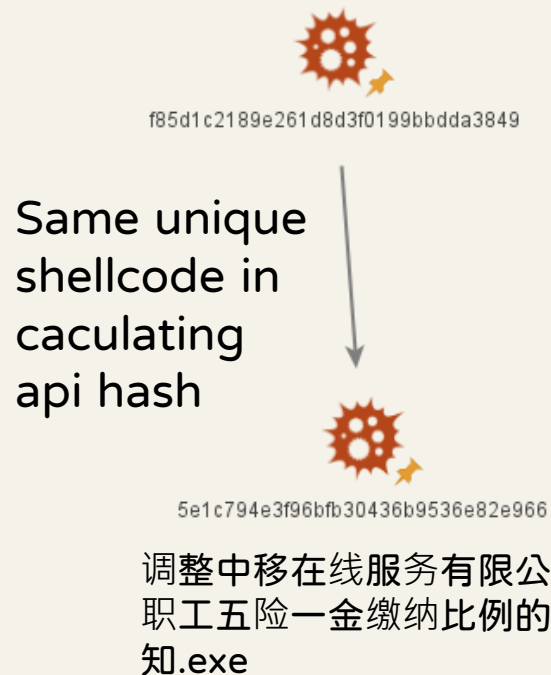 f85d1c2189e261d8d3f0199bbdda3849
Same unique
shellcode in
caculating
api hash
5e1c794e3f96bfb30436b9536e82e966
调整中移在线服务有限公
职工五险一金缴纳比例的
知.exe